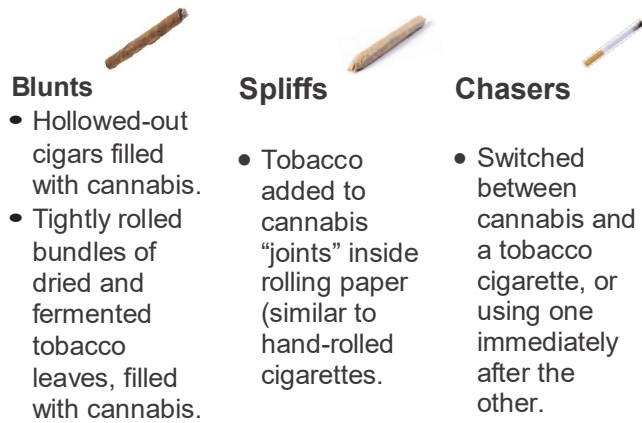 Blunts
• Hollowed-out
cigars filled
with cannabis.
• Tightly rolled
bundles of
dried and
fermented
tobacco
leaves, filled
with cannabis.
Spliffs
• Tobacco
added to
cannabis
“joints” inside
rolling paper
(similar to
hand-rolled
cigarettes.
Chasers
• Switched
between
cannabis and
a tobacco
cigarette, or
using one
immediately
after the
other.